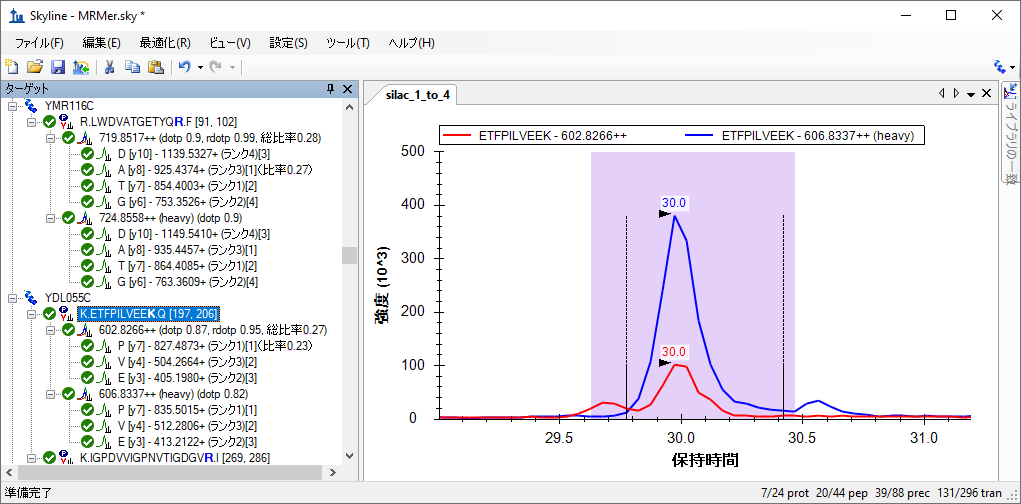 Skyline - MRMer.sky *
ファイル(F) 編集(E) 最適化(R) ビュー(V) 設定(S) ツール(T) ヘルプ(H)
ターゲット
YMR116C
R.LWDVATGETYQR.F [91, 102]
719.8517++ (dotp 0.9, rdotp 0.99, 総比率0.28)
D [y10] - 1139.5327+ (ランク4)[3]
A [y8] - 925.4374+ (ランク3)[1](比率0.27)
T [y7] - 854.4003+ (ランク1)[2]
G [y6] - 753.3526+ (ランク2)[4]
724.8558++ (heavy) (dotp 0.9)
D [y10] - 1149.5410+ (ランク4)[3]
A [y8] - 935.4457+ (ランク3)[1]
T [y7] - 864.4085+ (ランク1)[2]
G [y6] - 763.3609+ (ランク2)[4]
YDL055C
K.ETFPILVEEK.Q [197, 206]
602.8266++ (dotp 0.87, rdotp 0.95, 総比率0.27)
P [y7] - 827.4873+ (ランク1)[1](比率0.23)
V [y4] - 504.2664+ (ランク3)[2]
E [y3] - 405.1980+ (ランク2)[3]
606.8337++ (heavy) (dotp 0.82)
P [y7] - 835.5015+ (ランク1)[1]
V [y4] - 512.2806+ (ランク3)[2]
E [y3] - 413.2122+ (ランク2)[3]
K.IGPDVVIGPNVTIGDGVR.I [269, 286]
silac_1_to_4
ETFPILVEEK - 602.8266++ ETFPILVEEK - 606.8337++ (heavy)
500
400
300
200
100
0
強度 (10^3)
30.0
30.0
29.5 30.0 30.5 31.0
保持時間
ライブラリの一致
準備完了
7/24 prot 20/44 pep 39/88 prec 131/296 tran